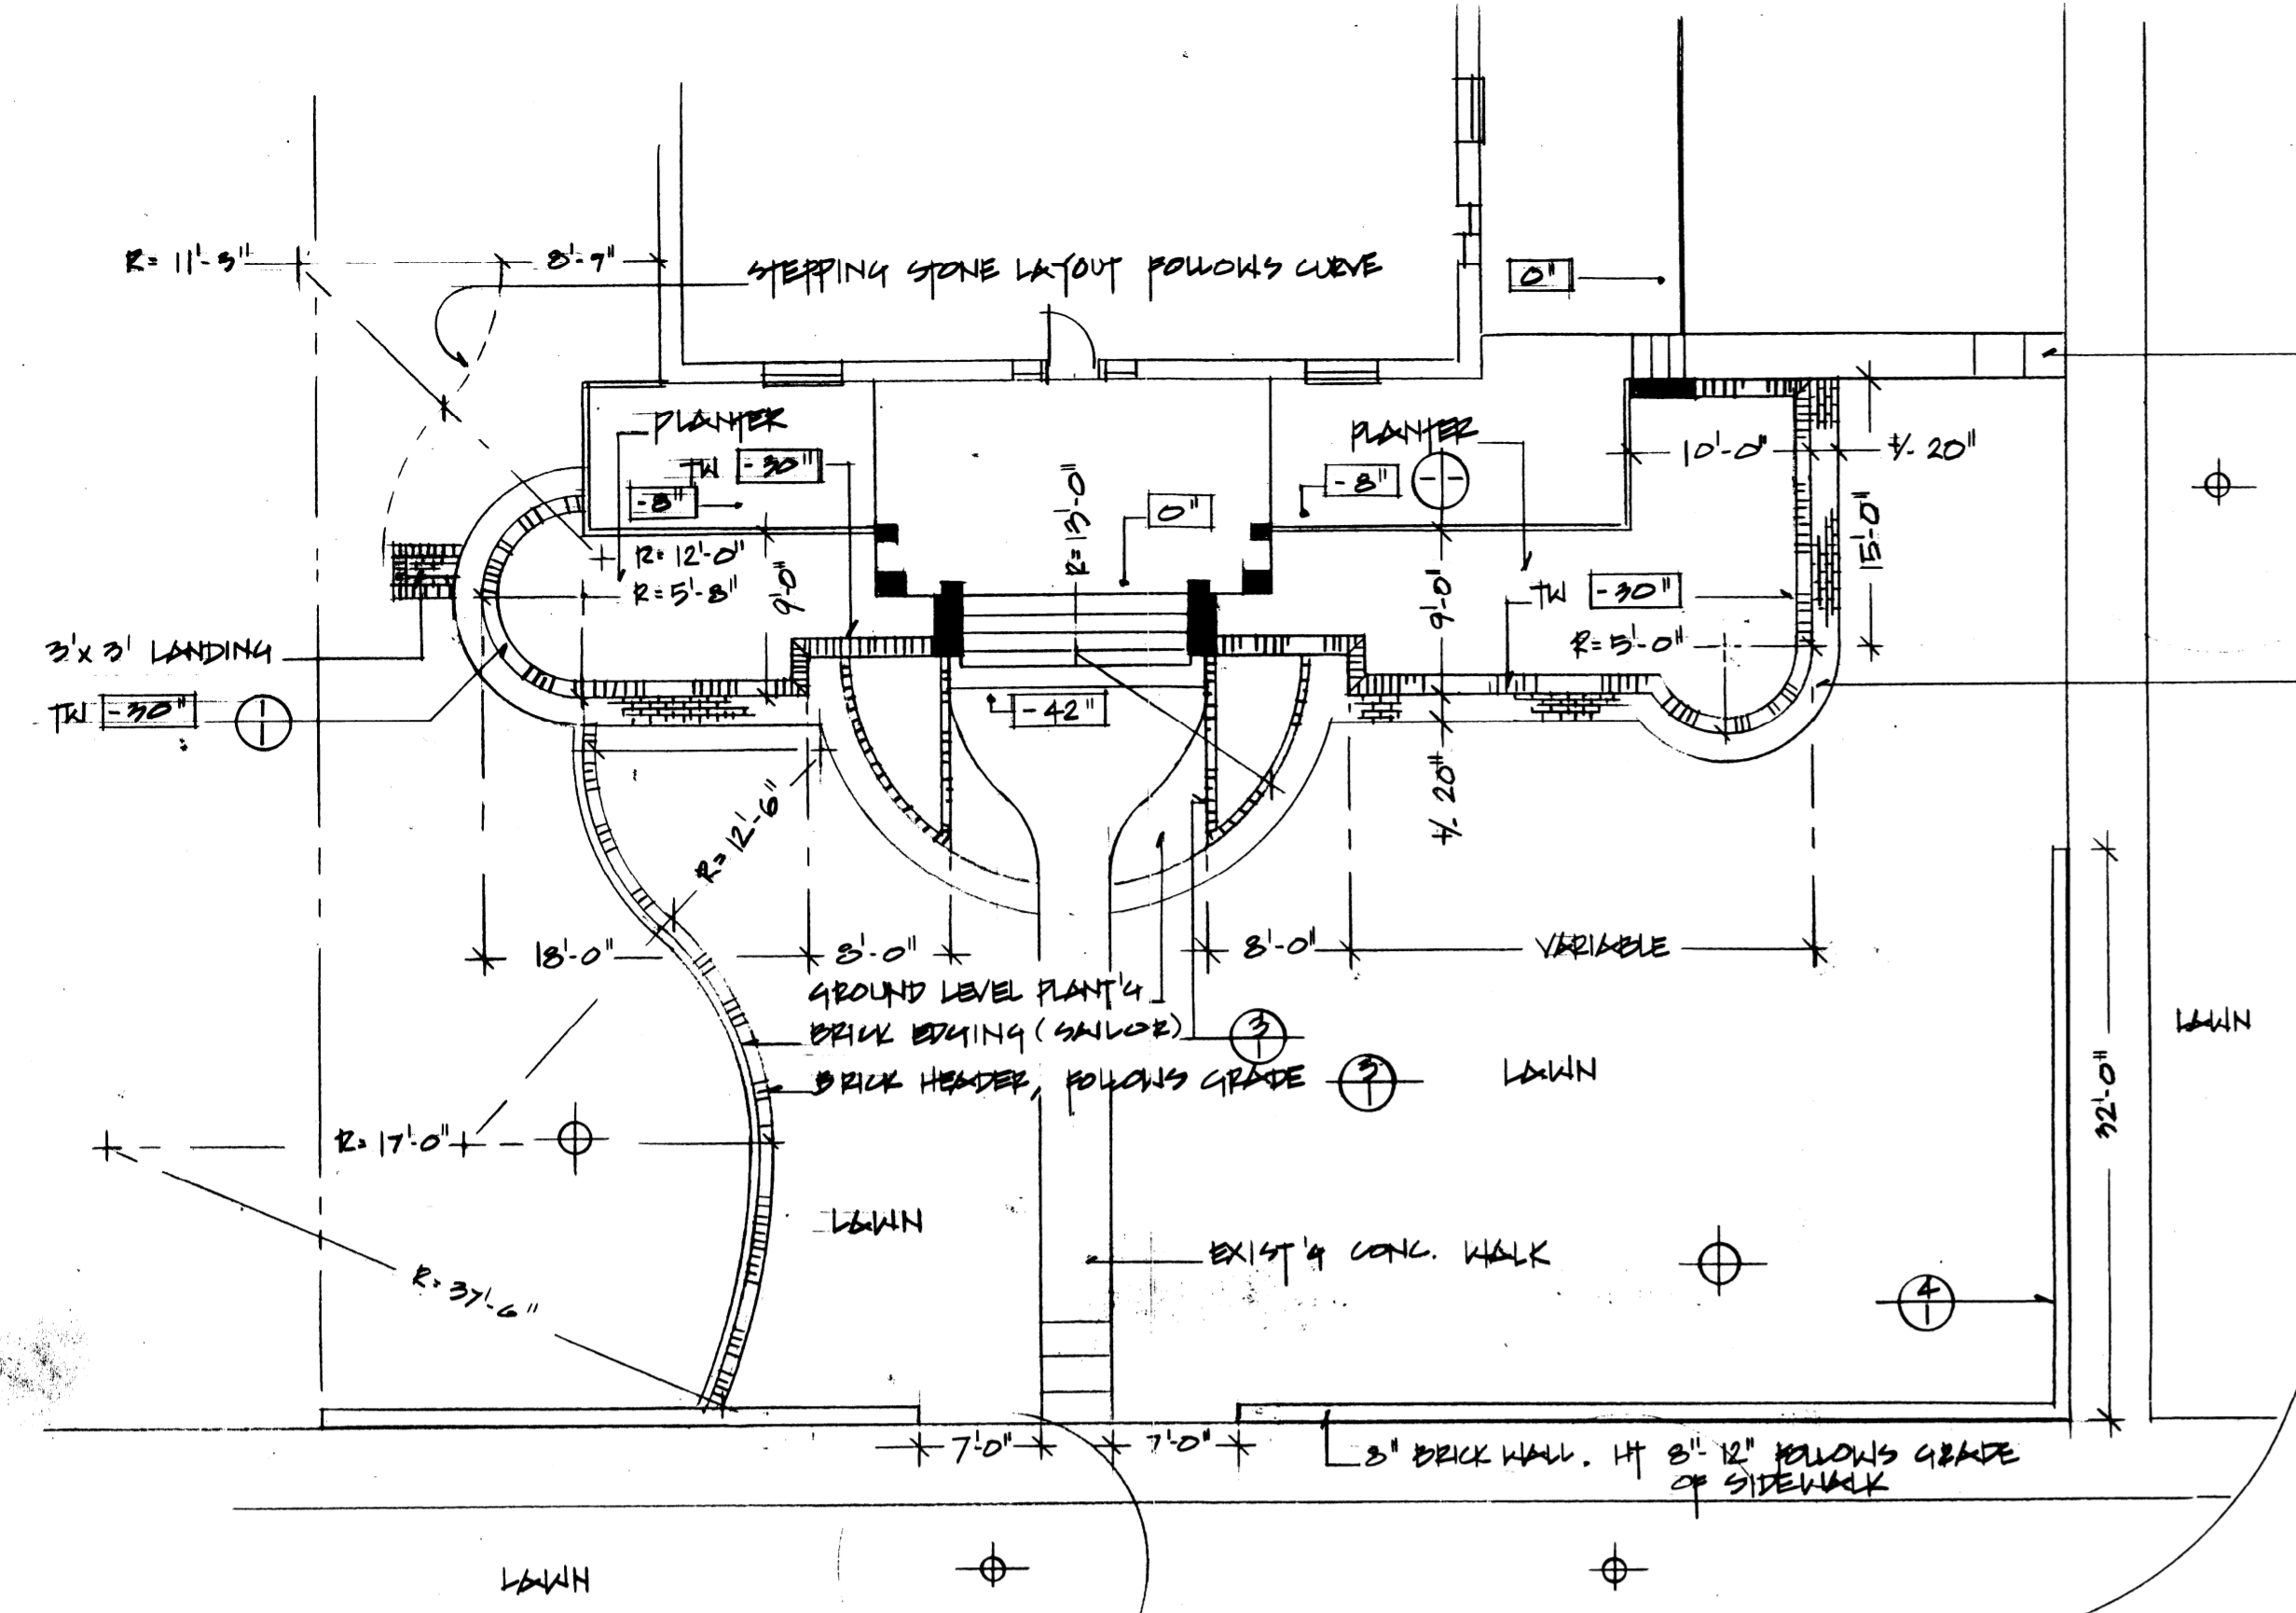 R= 11'-3"
8'-9"
STEPPING STONE LAYOUT FOLLOWS CURVE
0"
PLANTER
TW -30"
-8"
R=13'-0"
0"
PLANTER
-8"
10'-0"
+/- 20"
R= 12'-0"
R= 5'-8"
9'-0"
9'-0"
TW -30"
15'-0"
R= 5'-0"
3'x 3' LANDING
TW -30"
-42"
+/- 20"
R= 12'-6"
18'-0"
8'-0"
8'-0"
VARIABLE
GROUND LEVEL PLANT'G
BRICK EDGING (SAILOR)
3
1
BRICK HEADER, FOLLOWS GRADE
LAWN
LAWN
32'-0"
R= 17'-0"
LAWN
EXIST'G CONC. WALK
R= 37'-6"
4
1
7'-0"
7'-0"
8" BRICK WALL. HT 8"-12" FOLLOWS GRADE
OF SIDEWALK
LAWN